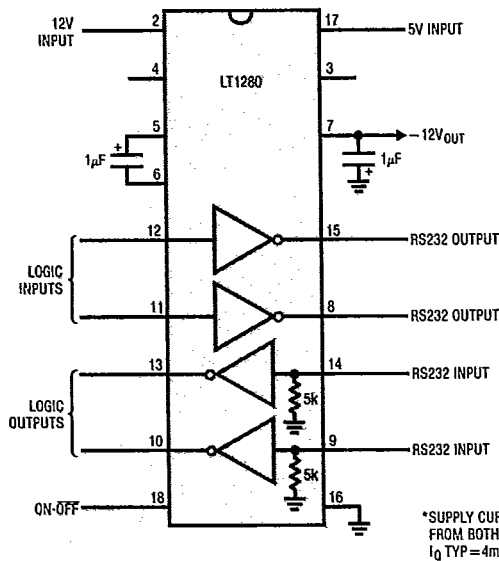 12V
INPUT
2
17
5V INPUT
4
LT1280
3
5
7
−12VOUT
+
1µF
6
1µF
+
12
15
RS232 OUTPUT
LOGIC
INPUTS
11
8
RS232 OUTPUT
13
14
RS232 INPUT
5k
LOGIC
OUTPUTS
10
9
RS232 INPUT
5k
ON-OFF
18
16
*SUPPLY
FROM BOTH
IQ TYP = 4m